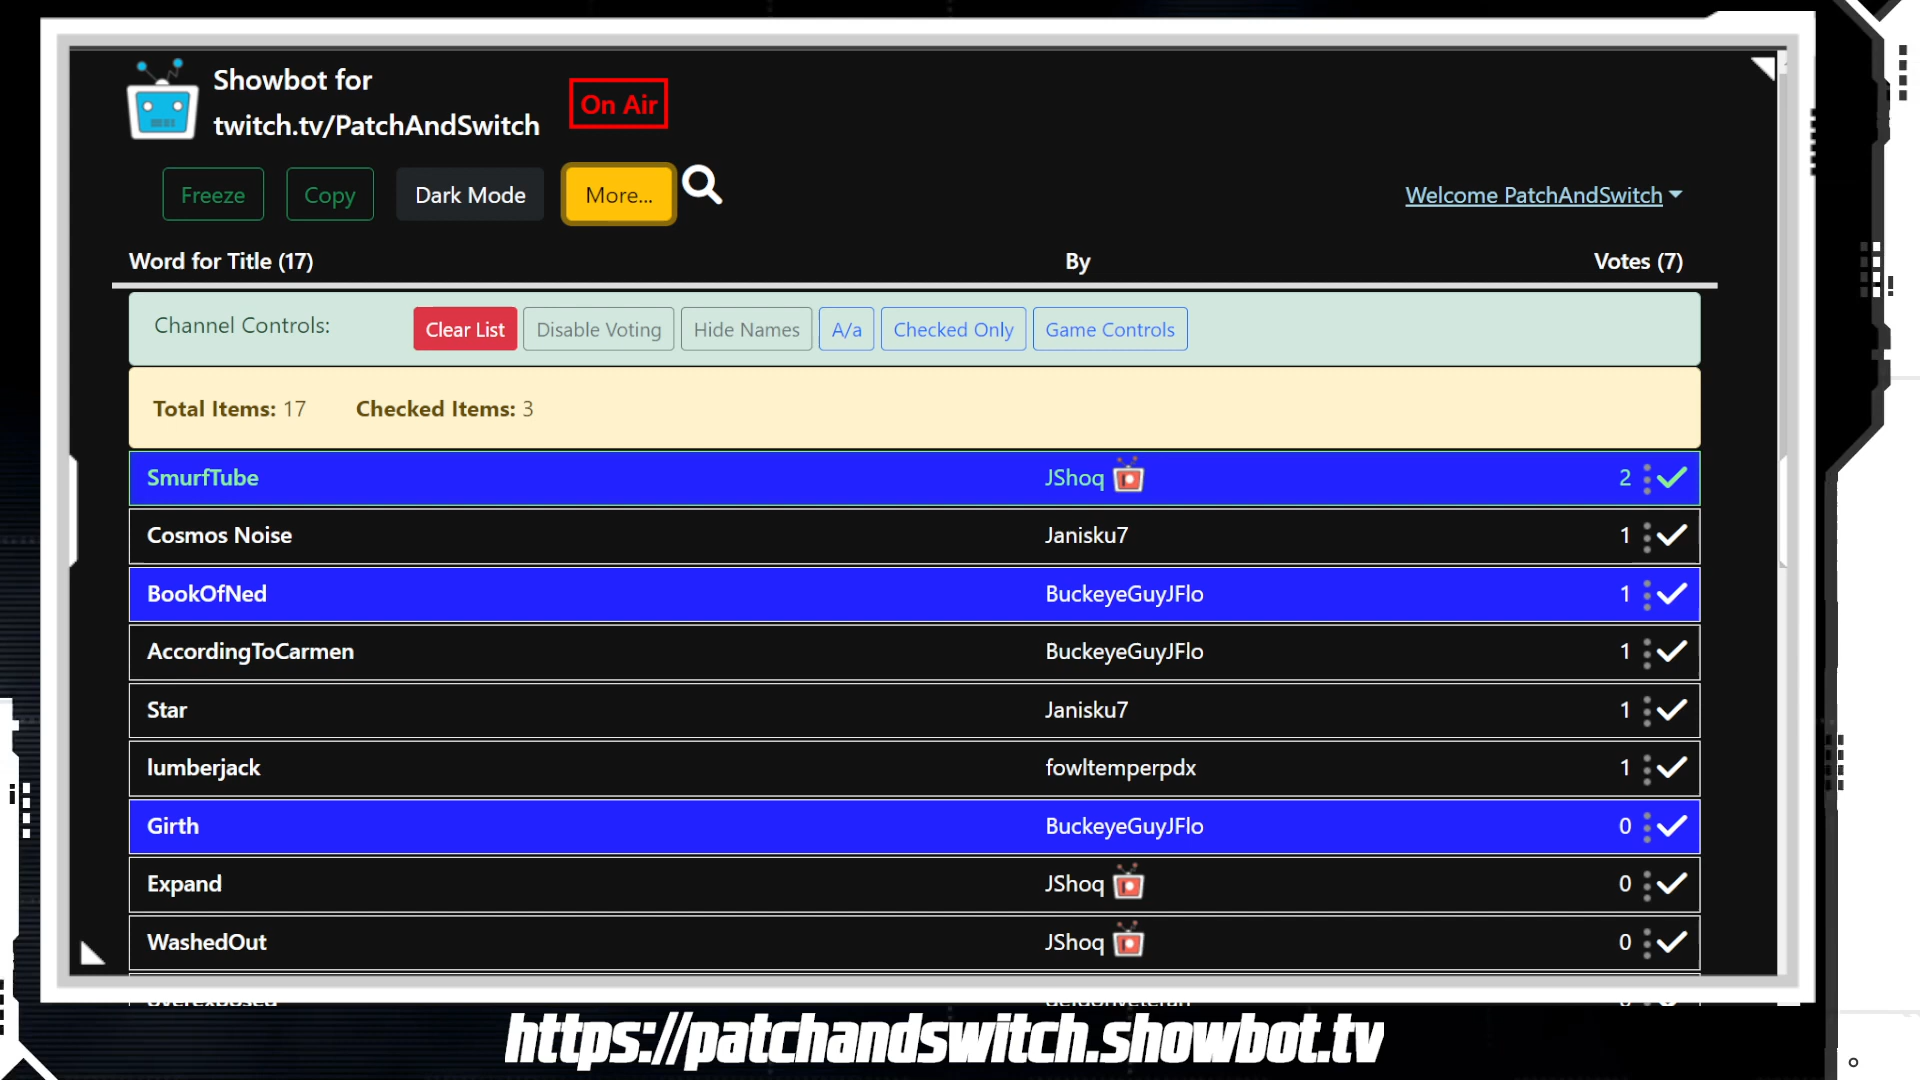 Showbot for
twitch.tv/PatchAndSwitch
On Air
Freeze Copy Dark Mode More... Welcome PatchAndSwitch
Word for Title (17) By Votes (7)
Channel Controls: Clear List Disable Voting Hide Names A/a Checked Only Game Controls
Total Items: 17 Checked Items: 3
SmurfTube JShoq 2
Cosmos Noise Janisku7 1
BookOfNed BuckeyeGuyJFlo 1
AccordingToCarmen BuckeyeGuyJFlo 1
Star Janisku7 1
lumberjack fowltemperpdx 1
Girth BuckeyeGuyJFlo 0
Expand JShoq 0
WashedOut JShoq 0
https://patchandswitch.showbot.tv